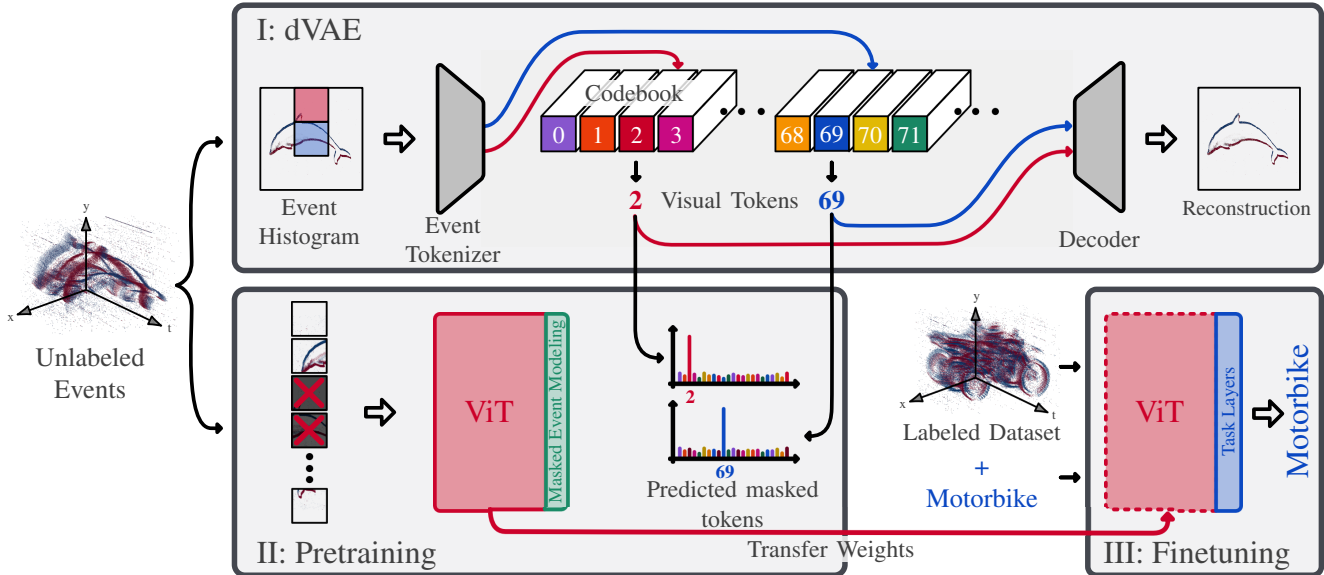 I: dVAE
Codebook
0
1
2
3
68
69
70
71
2
Visual Tokens
69
Event
Histogram
Event
Tokenizer
Decoder
Reconstruction
y
x
t
Unlabeled
Events
ViT
Masked Event Modeling
2
69
Predicted masked
tokens
II: Pretraining
Transfer Weights
y
x
t
Labeled Dataset
+
Motorbike
ViT
Task Layers
Motorbike
III: Finetuning